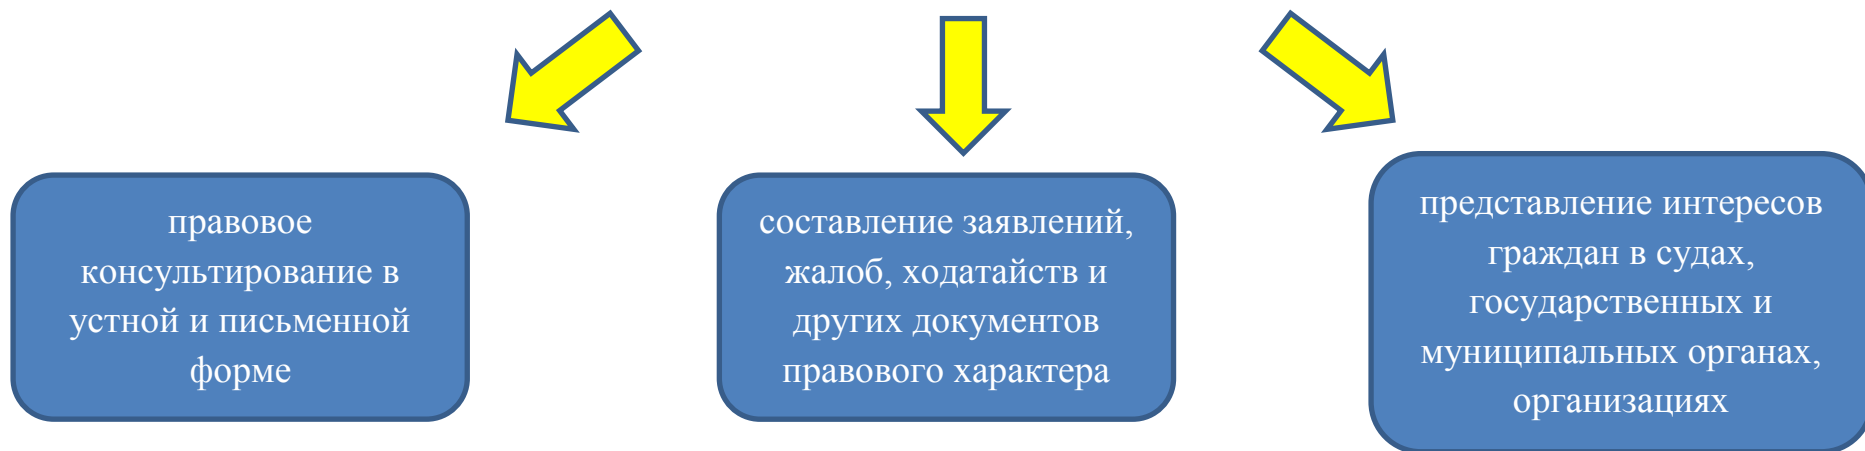 правовое
консультирование в
устной и письменной
форме
составление заявлений,
жалоб, ходатайств и
других документов
правового характера
представление интересов
граждан в судах,
государственных и
муниципальных органах,
организациях